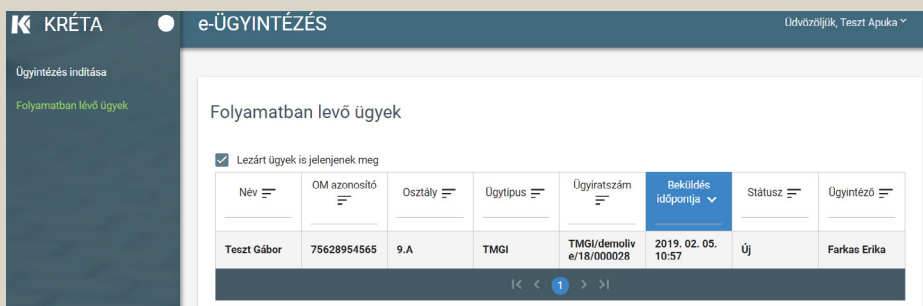 KRÉTA
e-ÜGYINTÉZÉS
Üdvözöljük, Teszt Apuka
Ügyintézés indítása
Folyamatban lévő ügyek
Folyamatban levő ügyek
Lezárt ügyek is jelenjenek meg
Név OM azonosító Osztály Ügytípus Ügyiratszám Beküldés időpontja Státusz Ügyintéző
Teszt Gábor 75628954565 9.A TMGI TMGI/demoliv e/18/000028 2019. 02. 05. 10:57 Új Farkas Erika
1